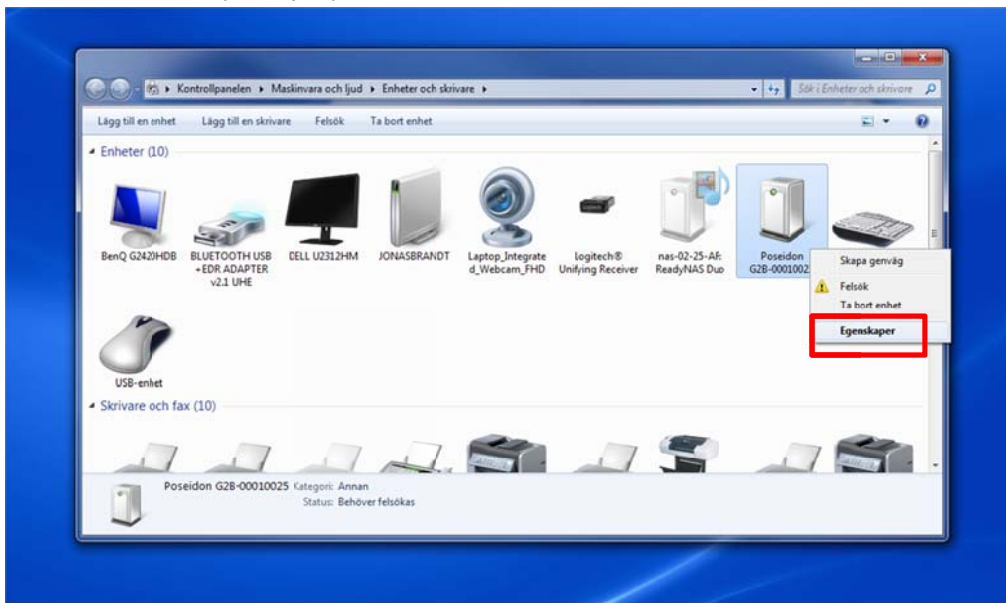 Kontrollpanelen ▸ Maskinvara och ljud ▸ Enheter och skrivare ▸
Sök i Enheter och skrivare
Lägg till en enhet Lägg till en skrivare Felsök Ta bort enhet
Enheter (10)
BenQ G2420HDB
BLUETOOTH USB
+EDR ADAPTER
v2.1 UHE
DELL U2312HM
JONASBRANDT
Laptop_Integrate
d_Webcam_FHD
Logitech®
Unifying Receiver
nas-02-25-AF:
ReadyNAS Duo
Poseidon
G2B-0001002
Skapa genväg
Felsök
Ta bort enhet
Egenskaper
USB-enhet
Skrivare och fax (10)
Poseidon G2B-00010025 Kategori: Annan
Status: Behöver felsökas